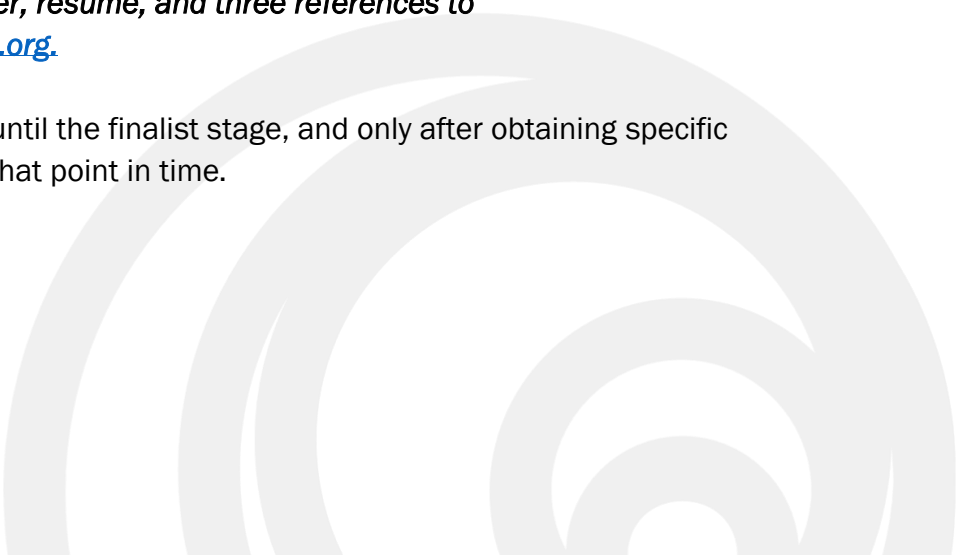 er, resume, and three references to
.org.
until the finalist stage, and only after obtaining specific
hat point in time.